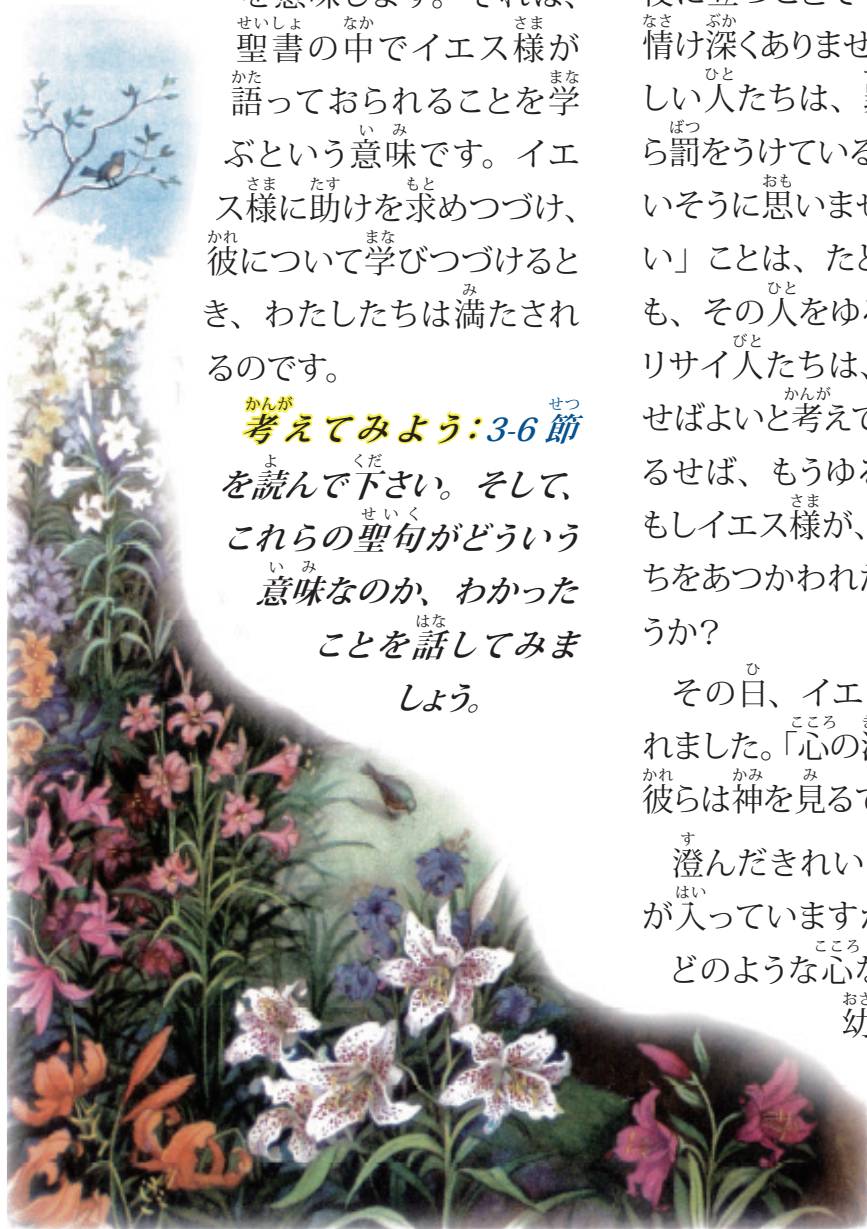 を意味します。それは、
聖書の中でイエス様が
語っておられることを学
ぶという意味です。イエ
ス様に助けを求めつづけ、
彼について学びつづけると
き、わたしたちは満たされ
るのです。
考えてみよう：3-6 節
を読んで下さい。そして、
これらの聖句がどういう
意味なのか、わかった
ことを話してみま
しょう。
情け深くありませ
しい人たちは、
ら罰をうけている
いそうに思いませ
い」ことは、たと
も、その人をゆ
リサイ人たちは、
せばよいと考えて
るせば、もうゆ
もしイエス様が、
ちをあつかわれ
うか？
その日、イエ
れました。「心の
彼らは神を見る
澄んだきれい
が入っています
どのような心
幼